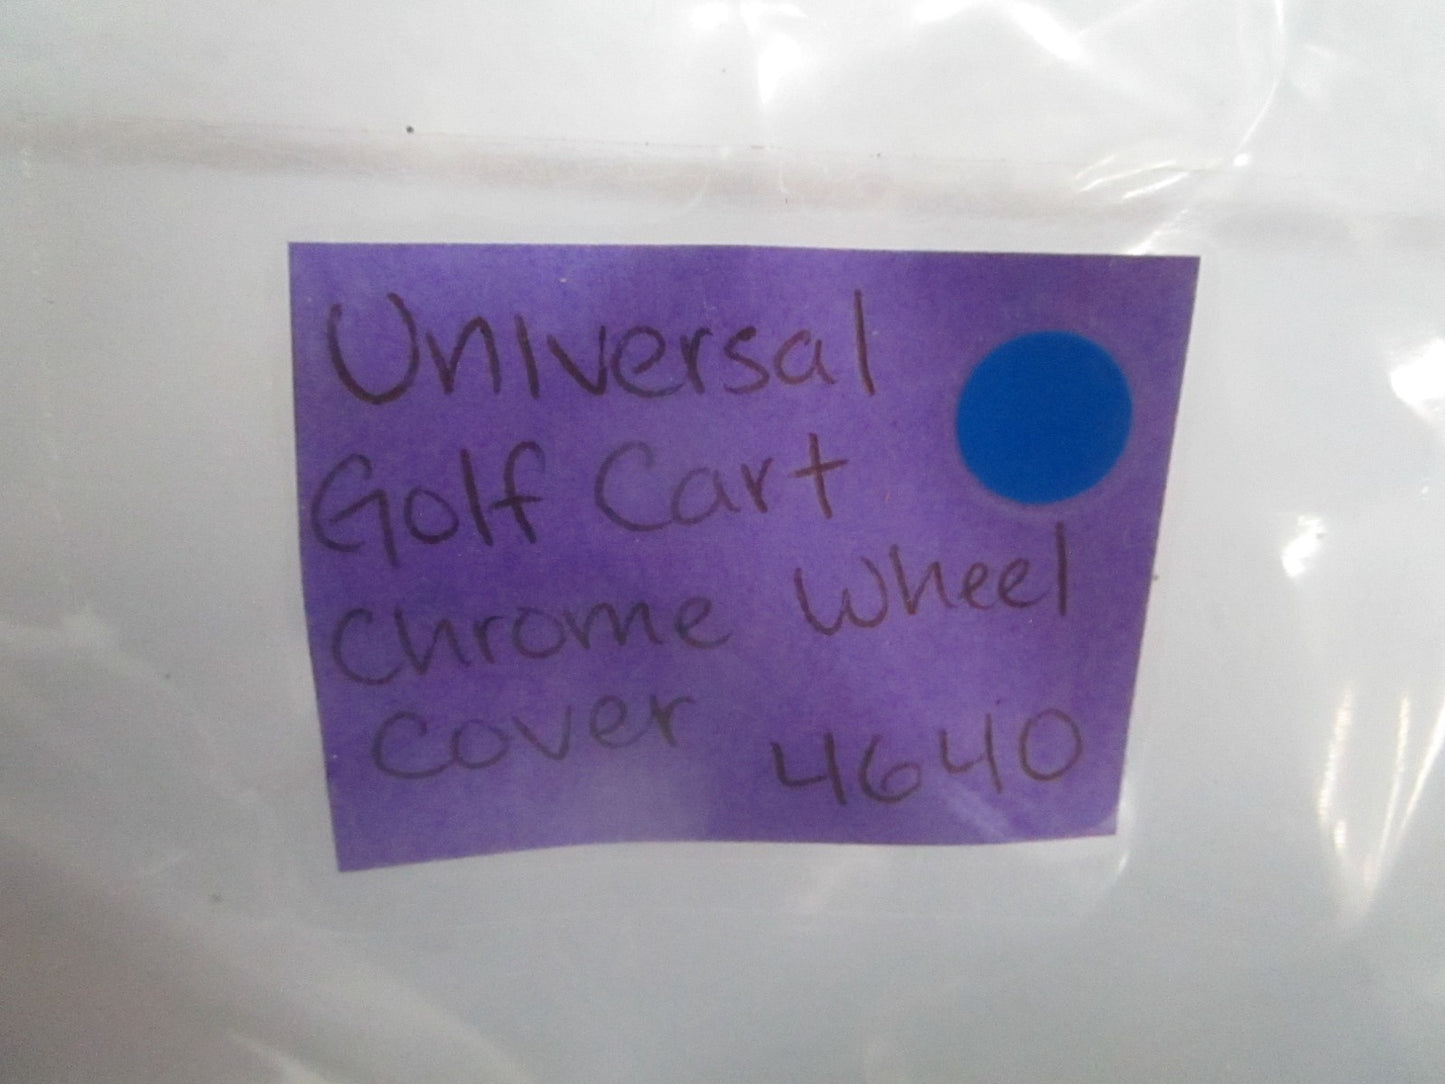 Universal
Golf Cart
Chrome Wheel
Cover 4640